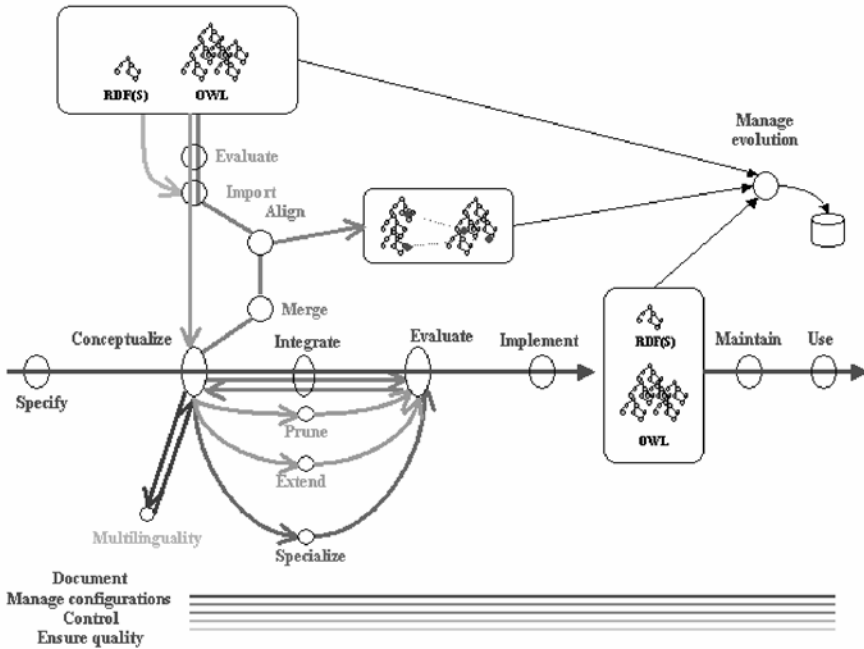 RDF(S) OWL
Evaluate
Import
Align
Manage
evolution
Merge
Conceptualize
Integrate
Evaluate
Implement
RDF(S)
OWL
Maintain
Use
Specify
Prune
Extend
Multilinguality
Specialize
Document
Manage configurations
Control
Ensure quality